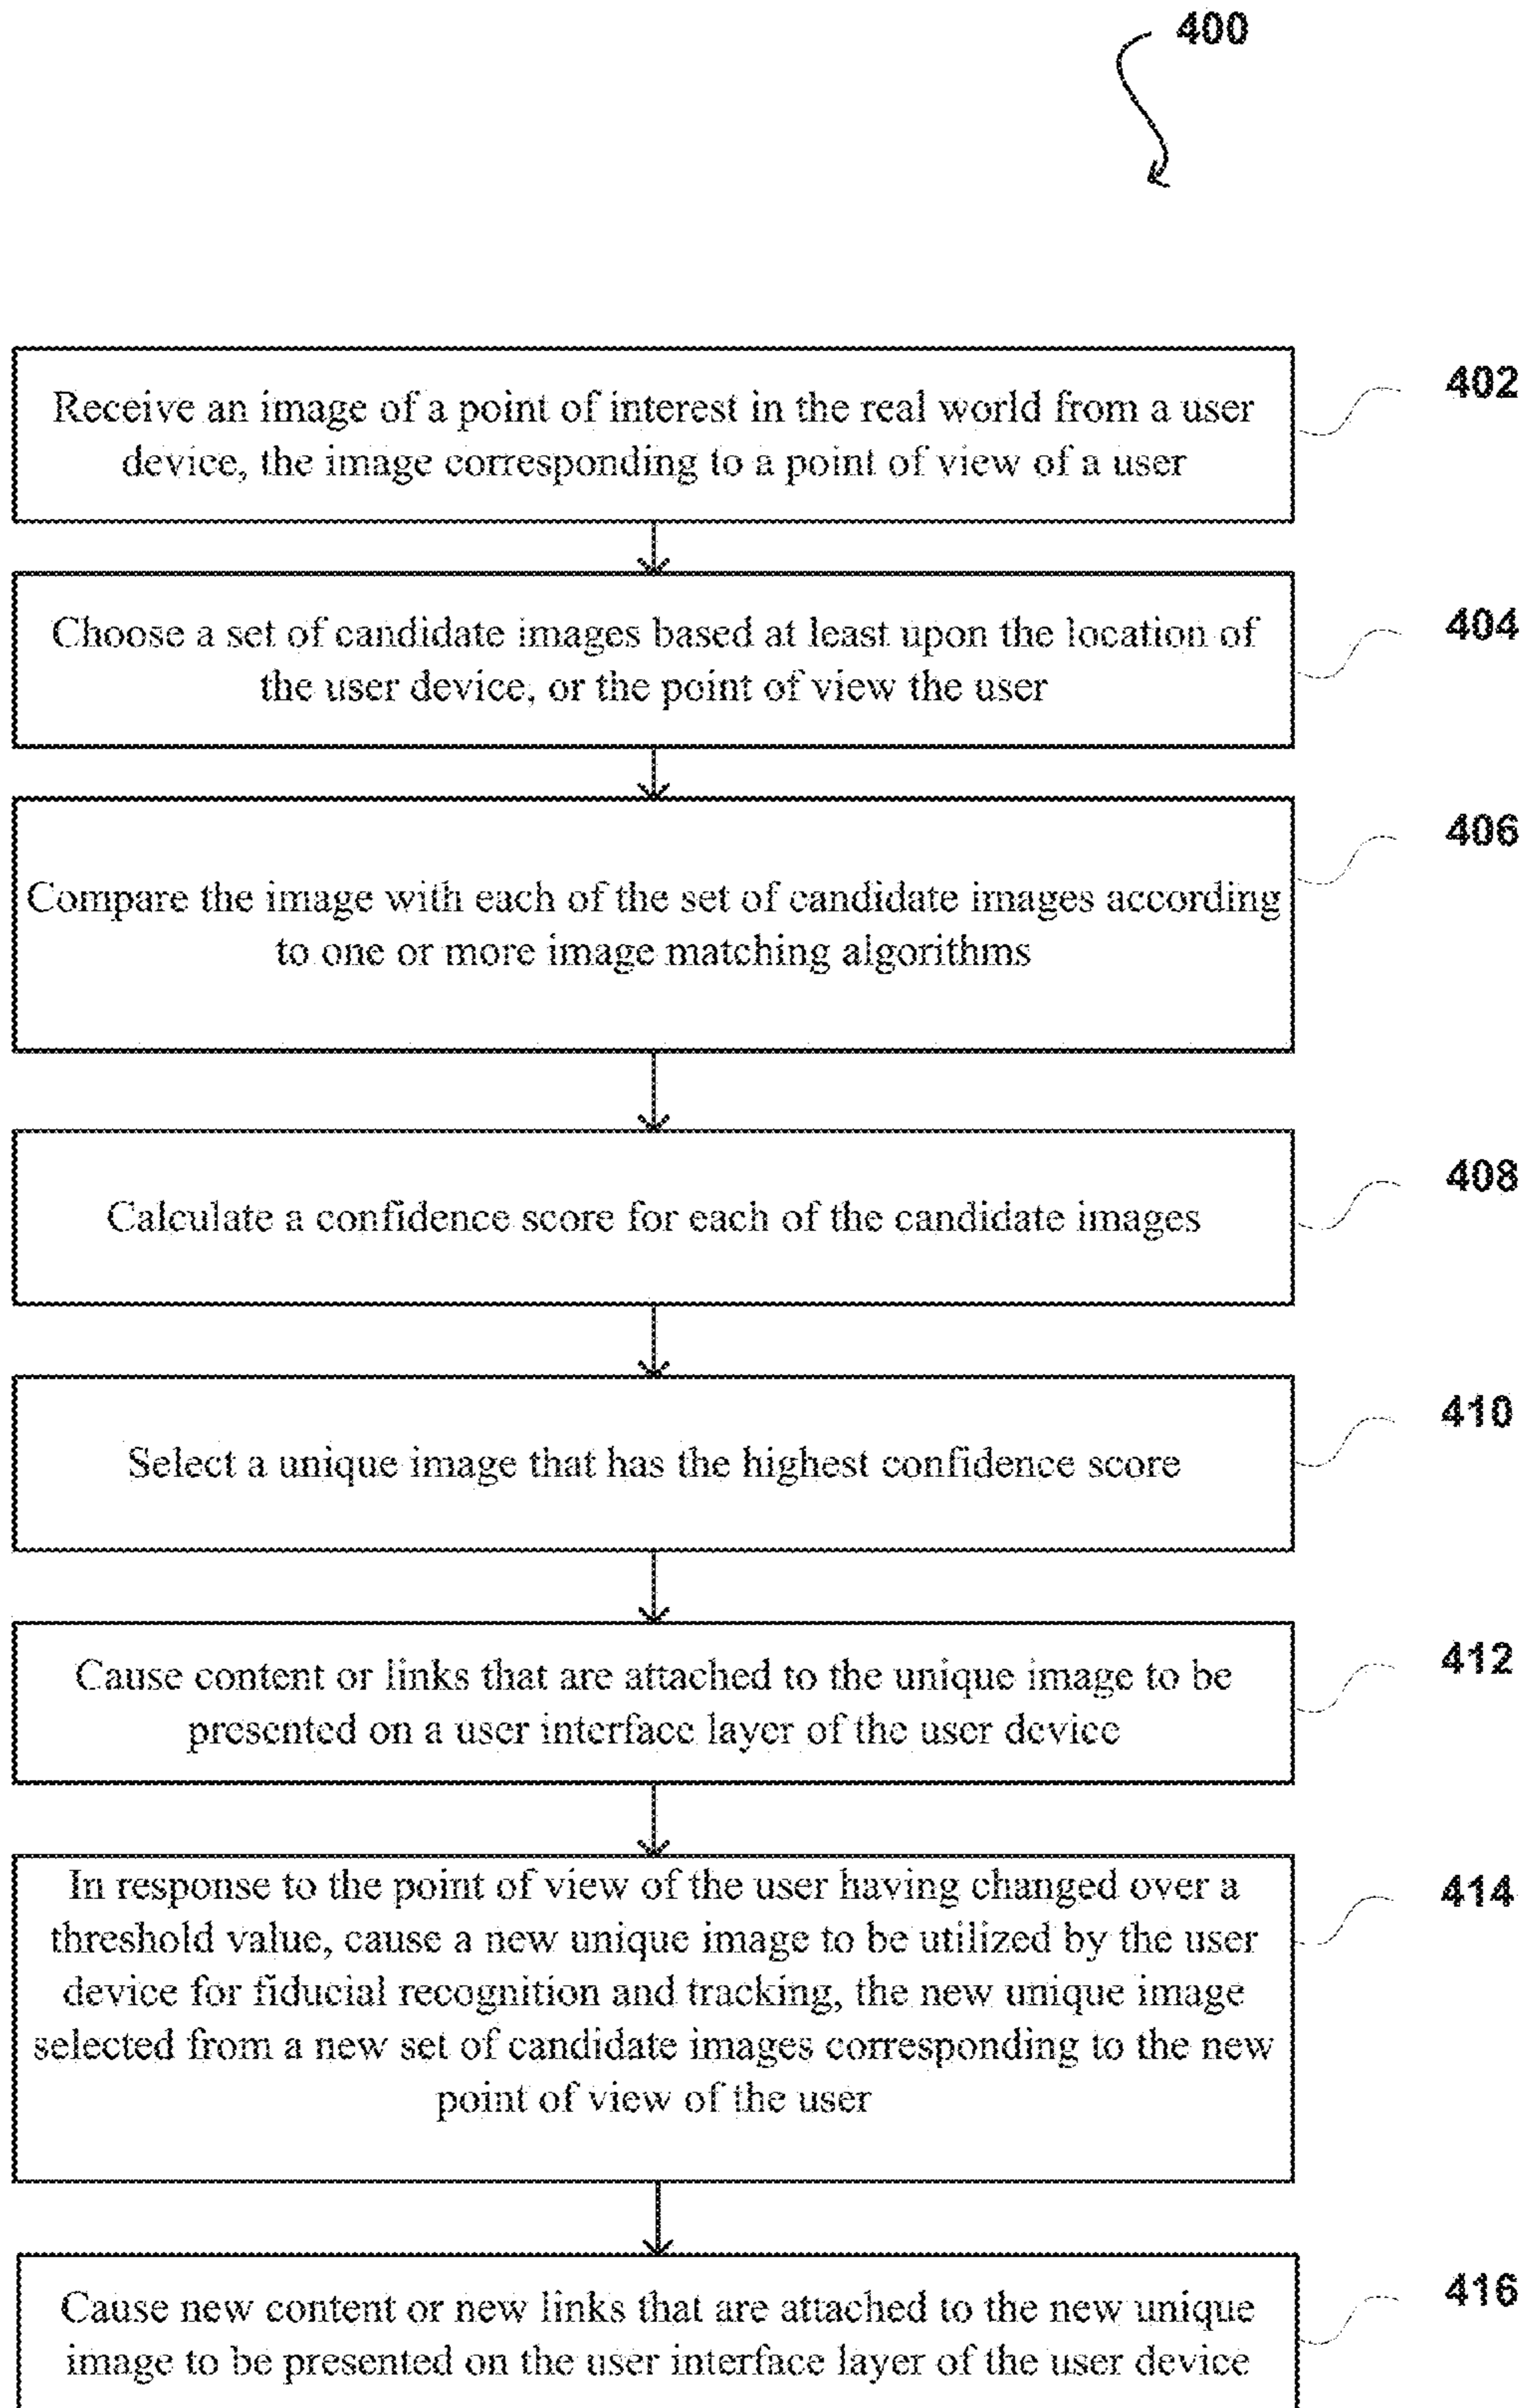 400
Receive an image of a point of interest in the real world from a user
device, the image corresponding to a point of view of a user
402
Choose a set of candidate images based at least upon the location of
the user device, or the point of view the user
404
Compare the image with each of the set of candidate images according
to one or more image matching algorithms
406
Calculate a confidence score for each of the candidate images
408
Select a unique image that has the highest confidence score
410
Cause content or links that are attached to the unique image to be
presented on a user interface layer of the user device
412
In response to the point of view of the user having changed over a
threshold value, cause a new unique image to be utilized by the user
device for fiducial recognition and tracking, the new unique image
selected from a new set of candidate images corresponding to the new
point of view of the user
414
Cause new content or new links that are attached to the new unique
image to be presented on the user interface layer of the user device
416